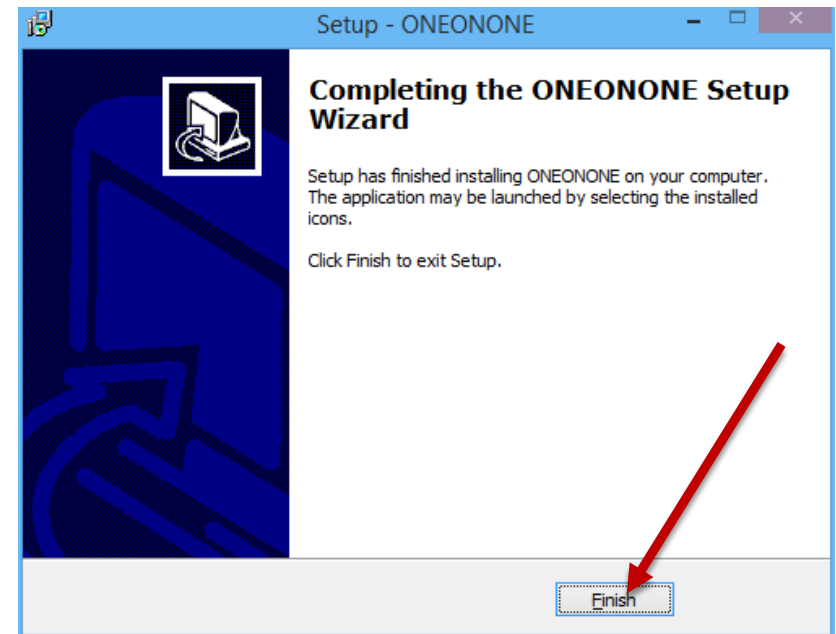 Setup - ONEONONE
Completing the ONEONONE Setup
Wizard
Setup has finished installing ONEONONE on your computer.
The application may be launched by selecting the installed
icons.
Click Finish to exit Setup.
Finish